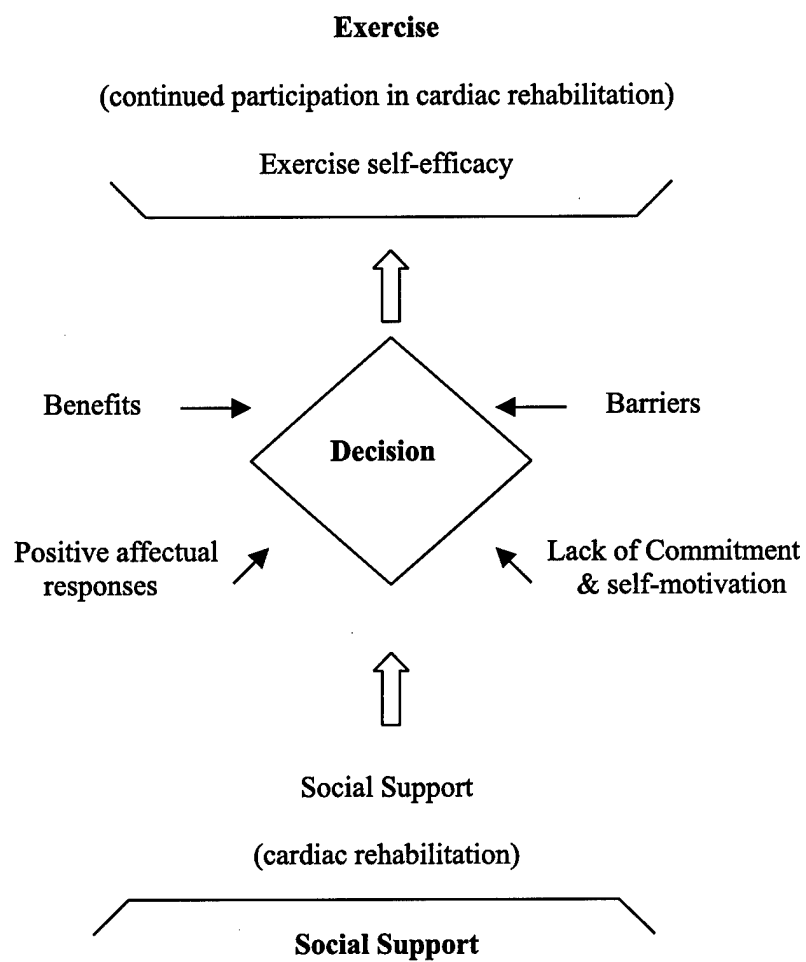 Exercise
(continued participation in cardiac rehabilitation)
Exercise self-efficacy
Benefits
Barriers
Decision
Positive affectual
responses
Lack of Commitment
& self-motivation
Social Support
(cardiac rehabilitation)
Social Support